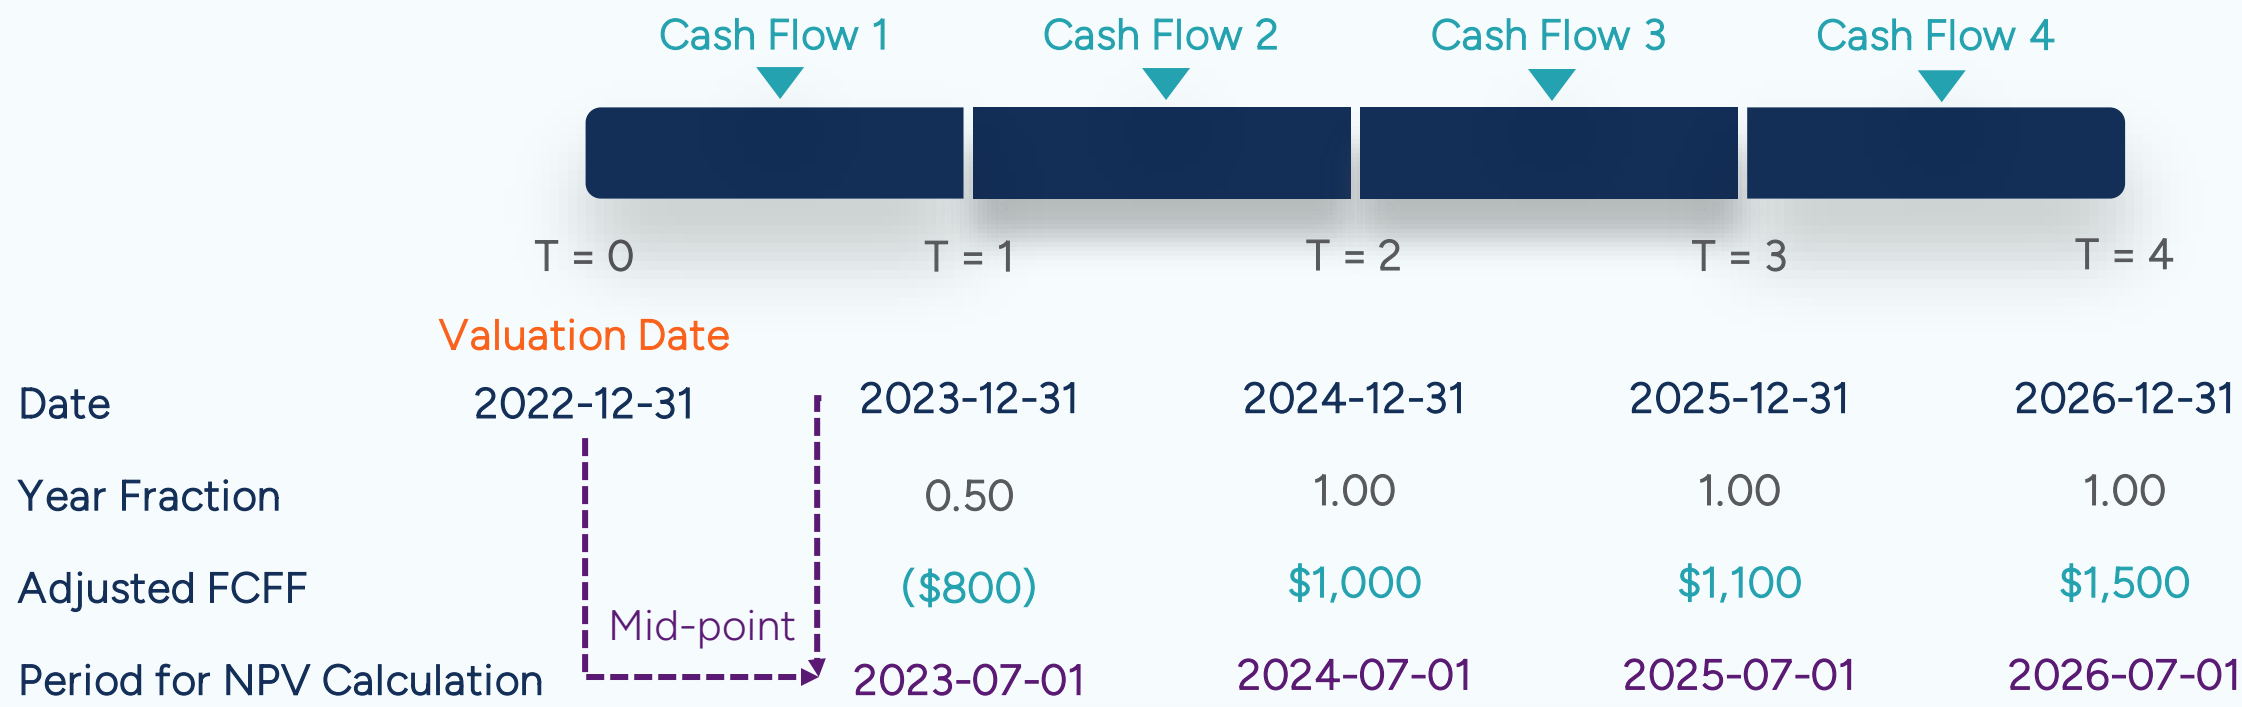 Cash Flow 1 Cash Flow 2 Cash Flow 3 Cash Flow 4
T = 0 T = 1 T = 2 T = 3 T = 4
Valuation Date
Date 2022-12-31 2023-12-31 2024-12-31 2025-12-31 2026-12-31
Year Fraction 0.50 1.00 1.00 1.00
Adjusted FCFF ($800) $1,000 $1,100 $1,500
Mid-point
Period for NPV Calculation 2023-07-01 2024-07-01 2025-07-01 2026-07-01